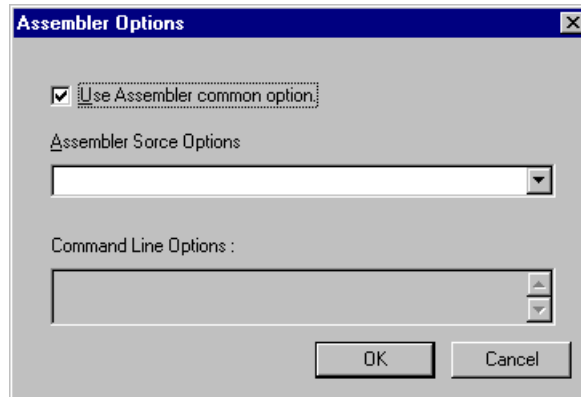 Assembler Options
Use Assembler common option.
Assembler Sorce Options
Command Line Options :
OK
Cancel